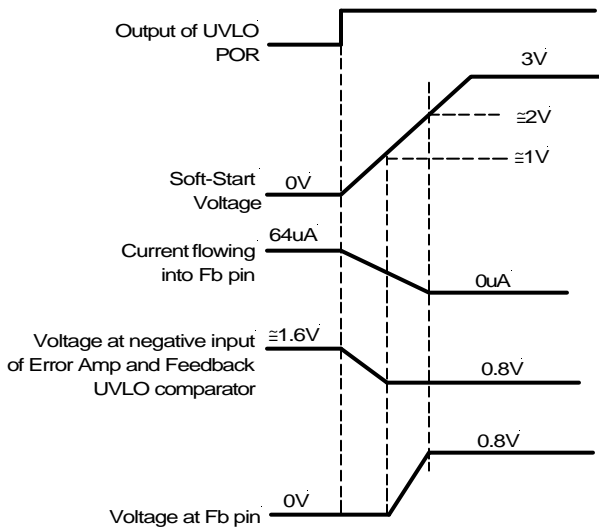 Output of UVLO
POR
3V
≅2V
≅1V
Soft-Start
Voltage
0V
64uA
Current flowing
into Fb pin
0uA
Voltage at negative input
of Error Amp and Feedback
UVLO comparator
≅1.6V
0.8V
0.8V
Voltage at Fb pin
0V